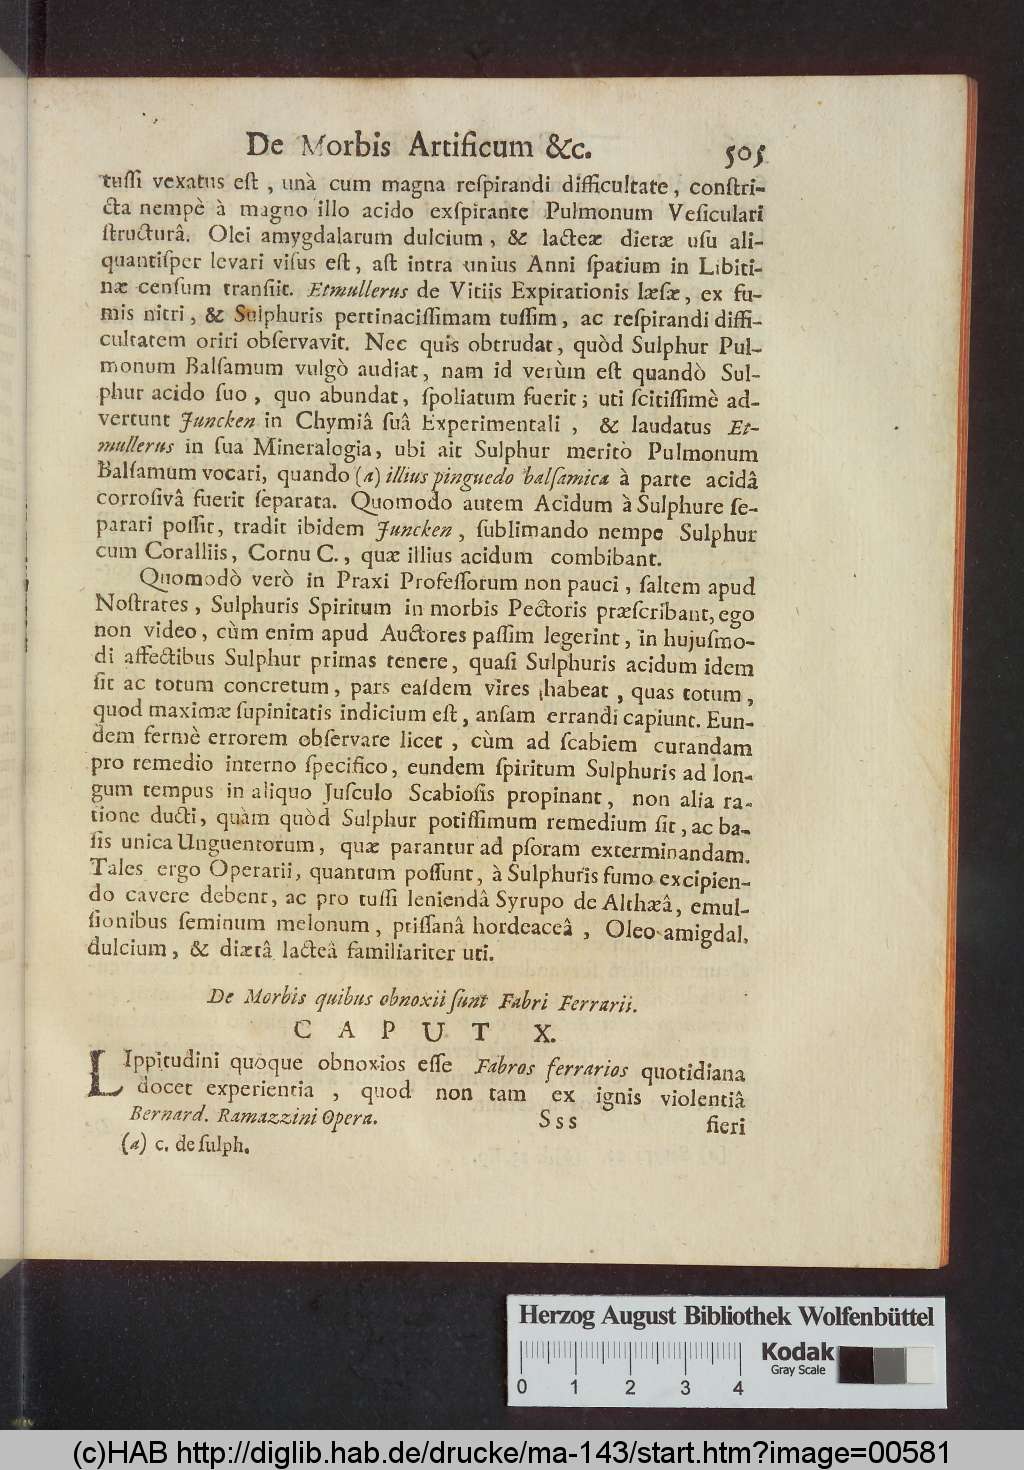 De Morbis Artificum &c. 505
tuſſi vexatus eſt, unà cum magna reſpirandi difficultate, conſtri-
cta nempè à magno illo acido exſpirante Pulmonum Veſiculari
ſtructurâ. Olei amygdalarum dulcium, & lacteæ dietæ uſu ali-
quantiſper levari viſus eſt, aſt intra unius Anni ſpatium in Libiti-
næ cenſum tranſiit. Etmullerus de Vitiis Expirationis læſæ, ex fu-
mis nitri, & Sulphuris pertinaciſſimam tuſſim, ac reſpirandi diffi-
cultatem oriri obſervavit. Nec quis obtrudat, quòd Sulphur Pul-
monum Balſamum vulgò audiat, nam id verùm eſt quandò Sul-
phur acido ſuo, quo abundat, ſpoliatum fuerit; uti ſcitiſſimè ad-
vertunt Juncken in Chymiâ ſuâ Experimentali, & laudatus Et-
mullerus in ſua Mineralogia, ubi ait Sulphur meritò Pulmonum
Balſamum vocari, quando (a) illius pinguedo balſamica à parte acidâ
corroſivâ fuerit ſeparata. Quomodo autem Acidum à Sulphure ſe-
parari poſſit, tradit ibidem Juncken, ſublimando nempe Sulphur
cum Coralliis, Cornu C., quæ illius acidum combibant.
Quomodò verò in Praxi Profeſſorum non pauci, ſaltem apud
Noſtrates, Sulphuris Spiritum in morbis Pectoris præſcribant, ego
non video, cùm enim apud Auctores paſſim legerint, in hujuſmo-
di affectibus Sulphur primas tenere, quaſi Sulphuris acidum idem
ſit ac totum concretum, pars eaſdem vires habeat, quas totum,
quod maximæ ſupinitatis indicium eſt, anſam errandi capiunt. Eun-
dem fermè errorem obſervare licet, cùm ad ſcabiem curandam
pro remedio interno ſpecifico, eundem ſpiritum Sulphuris ad lon-
gum tempus in aliquo Juſculo Scabioſis propinant, non alia ra-
tione ducti, quàm quòd Sulphur potiſſimum remedium ſit, ac ba-
ſis unica Unguentorum, quæ parantur ad pſoram exterminandam.
Tales ergo Operarii, quantum poſſunt, à Sulphuris fumo excipien-
do cavere debent, ac pro tuſſi leniendâ Syrupo de Althæâ, emul-
ſionibus ſeminum melonum, ptiſſanâ hordeaceâ, Oleo amigdal.
dulcium, & diætâ lacteâ familiariter uti.
De Morbis quibus obnoxii ſunt Fabri Ferrarii.
CAPUT X.
LIppitudini quoque obnoxios eſſe Fabros ferrarios quotidiana
docet experientia, quod non tam ex ignis violentiâ
Bernard. Ramazzini Opera. Sss fieri
(a) c. de ſulph.
Herzog August Bibliothek Wolfenbüttel
Kodak
Gray Scale
0 1 2 3 4
(c)HAB http://diglib.hab.de/drucke/ma-143/start.htm?image=00581